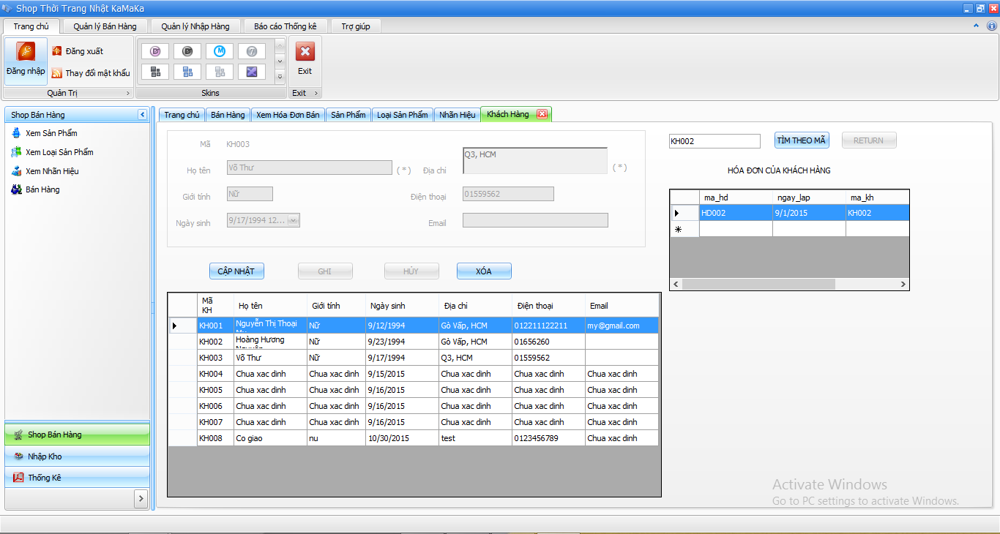 Shop Thời Trang Nhật KaMaKa
Trang chủ Quản lý Bán Hàng Quản lý Nhập Hàng Báo cáo Thống kê Trợ giúp
Đăng nhập
Đăng xuất
Thay đổi mật khẩu
Exit
Quản Trị Skins Exit
Shop Bán Hàng
Xem Sản Phẩm
Xem Loại Sản Phẩm
Xem Nhãn Hiệu
Bán Hàng
Shop Bán Hàng
Nhập Kho
Thống Kê
Trang chủ Bán Hàng Xem Hóa Đơn Bán Sản Phẩm Loại Sản Phẩm Nhãn Hiệu Khách Hàng
Mã KH003
Họ tên Võ Thư (*) Địa chỉ Q3, HCM (*)
Giới tính Nữ Điện thoại 01559562
Ngày sinh 9/17/1994 12... Email
CẬP NHẬT GHI HỦY XÓA
Mã KH Họ tên Giới tính Ngày sinh Địa chỉ Điện thoại Email
KH001 Nguyễn Thị Thoại My Nữ 9/12/1994 Gò Vấp, HCM 012211122211 my@gmail.com
KH002 Hoàng Hương Nguyên Nữ 9/23/1994 Gò Vấp, HCM 01656260
KH003 Võ Thư Nữ 9/17/1994 Q3, HCM 01559562
KH004 Chua xac dinh Chua xac dinh 9/15/2015 Chua xac dinh Chua xac dinh Chua xac dinh
KH005 Chua xac dinh Chua xac dinh 9/16/2015 Chua xac dinh Chua xac dinh Chua xac dinh
KH006 Chua xac dinh Chua xac dinh 9/16/2015 Chua xac dinh Chua xac dinh Chua xac dinh
KH007 Chua xac dinh Chua xac dinh 9/16/2015 Chua xac dinh Chua xac dinh Chua xac dinh
KH008 Co giao nu 10/30/2015 test 0123456789 Chua xac dinh
KH002 TÌM THEO MÃ RETURN
HÓA ĐƠN CỦA KHÁCH HÀNG
ma_hd ngay_lap ma_kh
HD002 9/1/2015 KH002
Activate Windows
Go to PC settings to activate Windows.